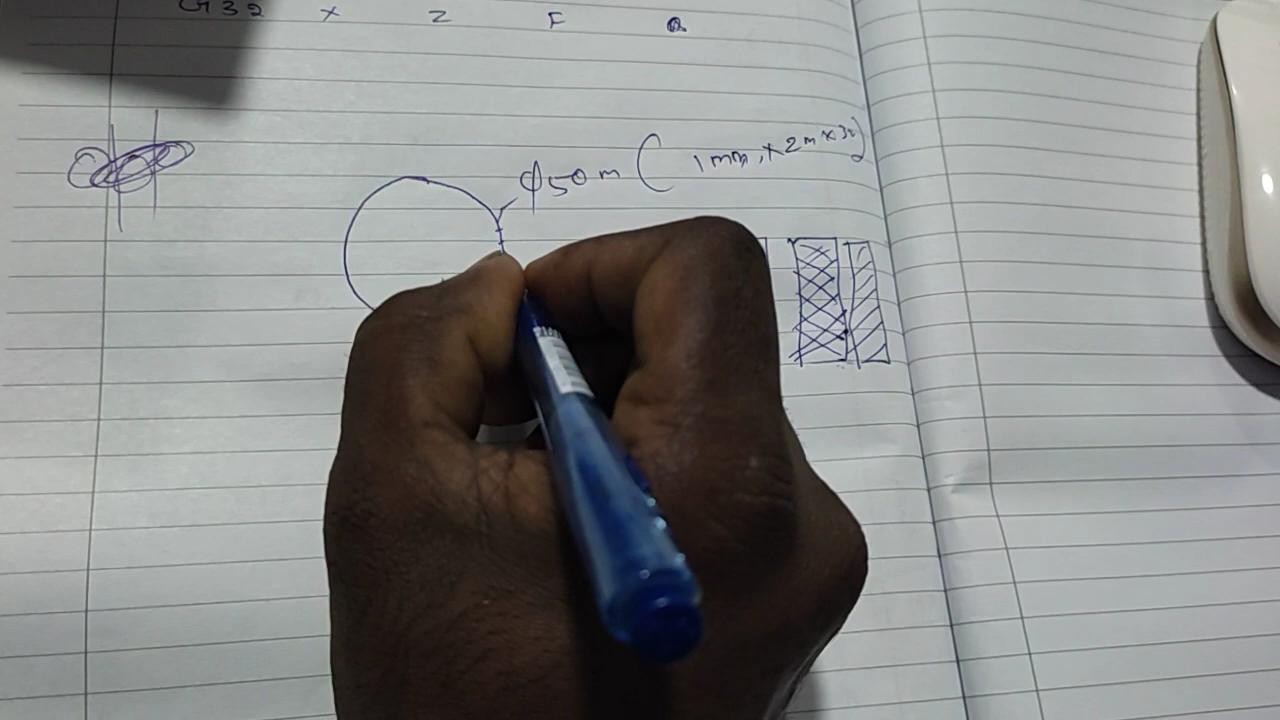 G32 X Z F Q
ϕ50m ( 1mm, x 2m x 30)